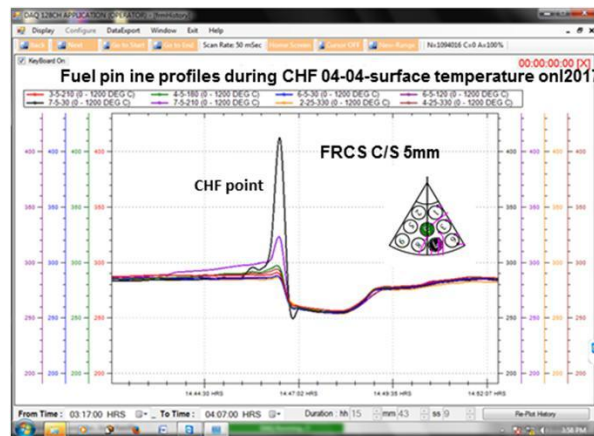 DAQ 128CH APPLICATION (OPERATOR) - [frmHistory]
Display Configure DataExport Window Exit Help
Back Next Go to Start Go to End Scan Rate: 50 mSec Home Screen Cursor OFF New-Range N=1094016 C=0 A=100%
KeyBoard On 00:00:00:00 [X]
Fuel pin ine profiles during CHF 04-04-surface temperature onl2017
3-5-210 (0 - 1200 DEG C) 4-5-180 (0 - 1200 DEG C) 6-5-30 (0 - 1200 DEG C) 6-5-120 (0 - 1200 DEG C)
7-5-30 (0 - 1200 DEG C) 7-5-210 (0 - 1200 DEG C) 2-25-330 (0 - 1200 DEG C) 4-25-330 (0 - 1200 DEG C)
FRCS C/S 5mm
CHF point
400
350
300
250
200
14:44:30 HRS 14:47:02 HRS 14:49:35 HRS 14:52:07 HRS
From Time : 03:17:00 HRS To Time : 04:07:00 HRS Duration : hh 15 mm 43 ss 9 Re-Plot History
3:58 PM